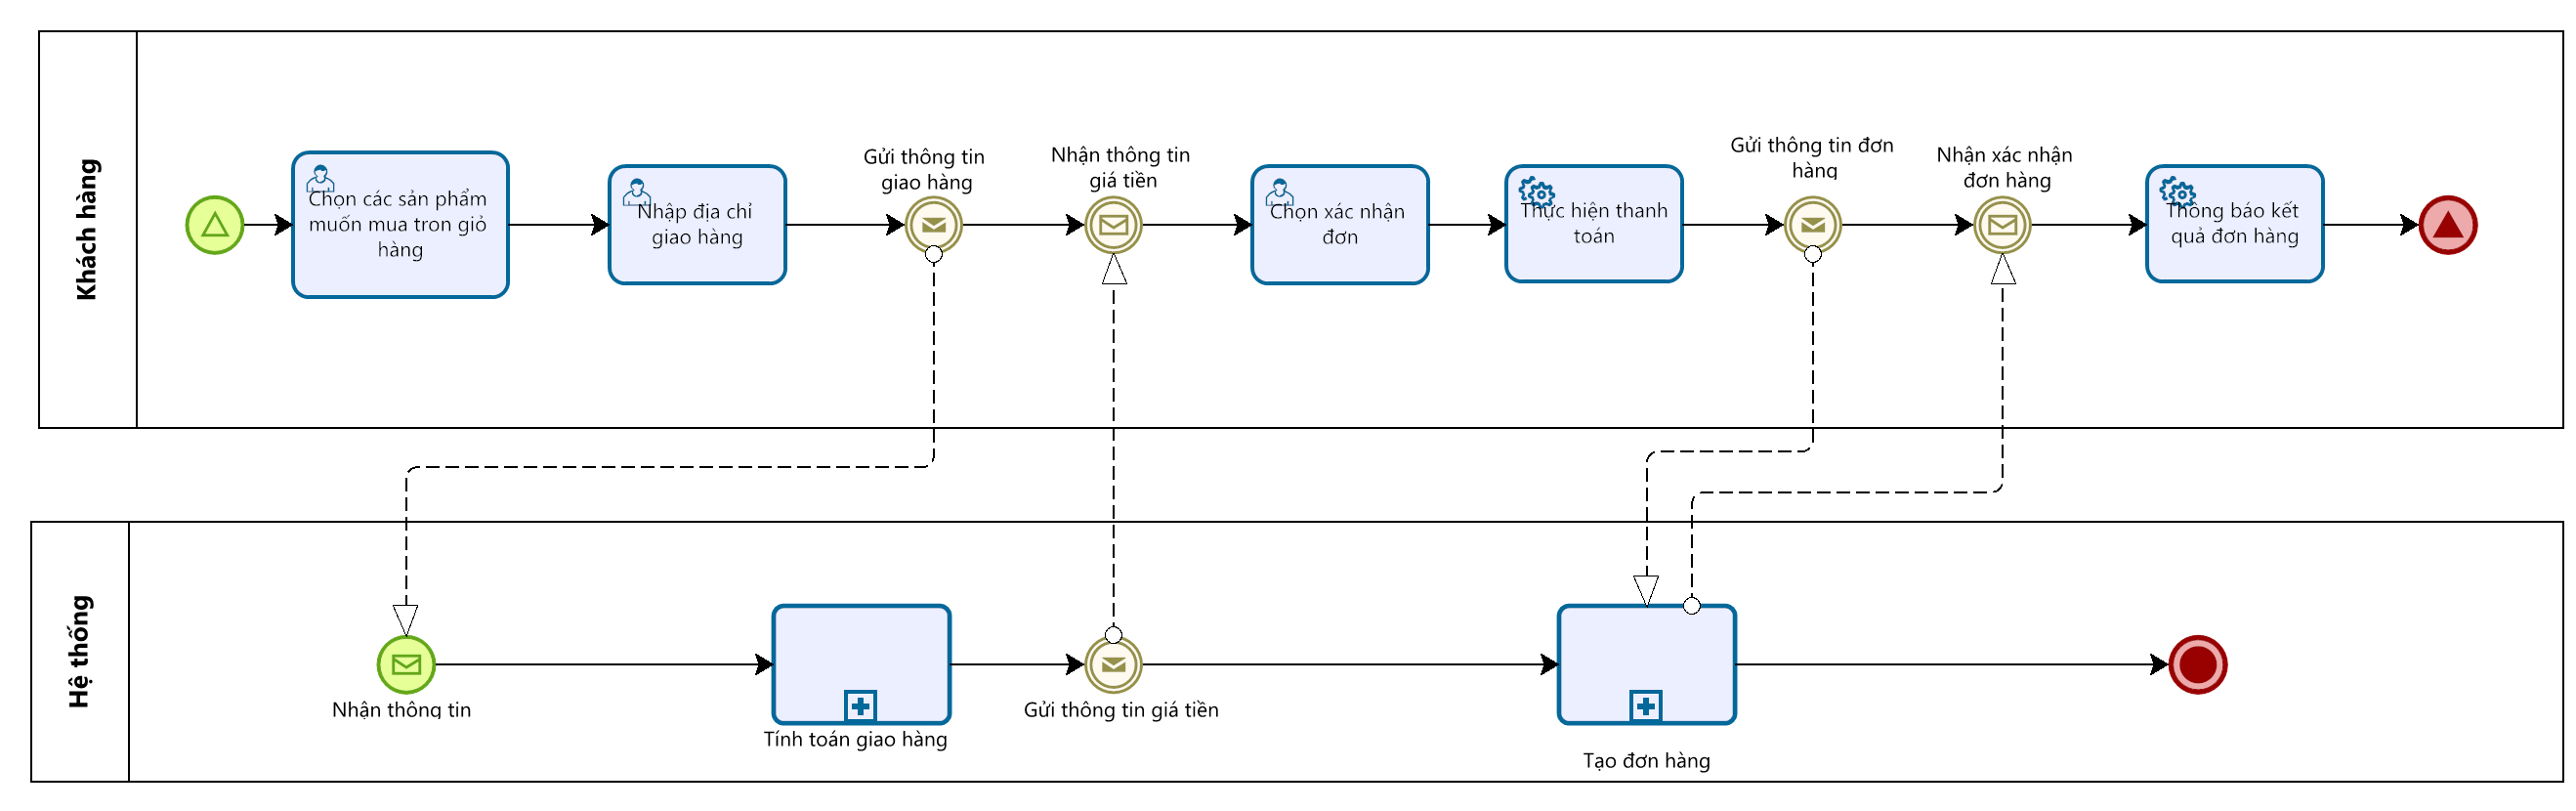 Khách hàng
Chọn các sản phẩm
muốn mua tron giỏ
hàng
Nhập địa chỉ
giao hàng
Gửi thông tin
giao hàng
Nhận thông tin
giá tiền
Chọn xác nhận
đơn
Thực hiện thanh
toán
Gửi thông tin đơn
hàng
Nhận xác nhận
đơn hàng
Thông báo kết
quả đơn hàng
Hệ thống
Nhận thông tin
Tính toán giao hàng
Gửi thông tin giá tiền
Tạo đơn hàng